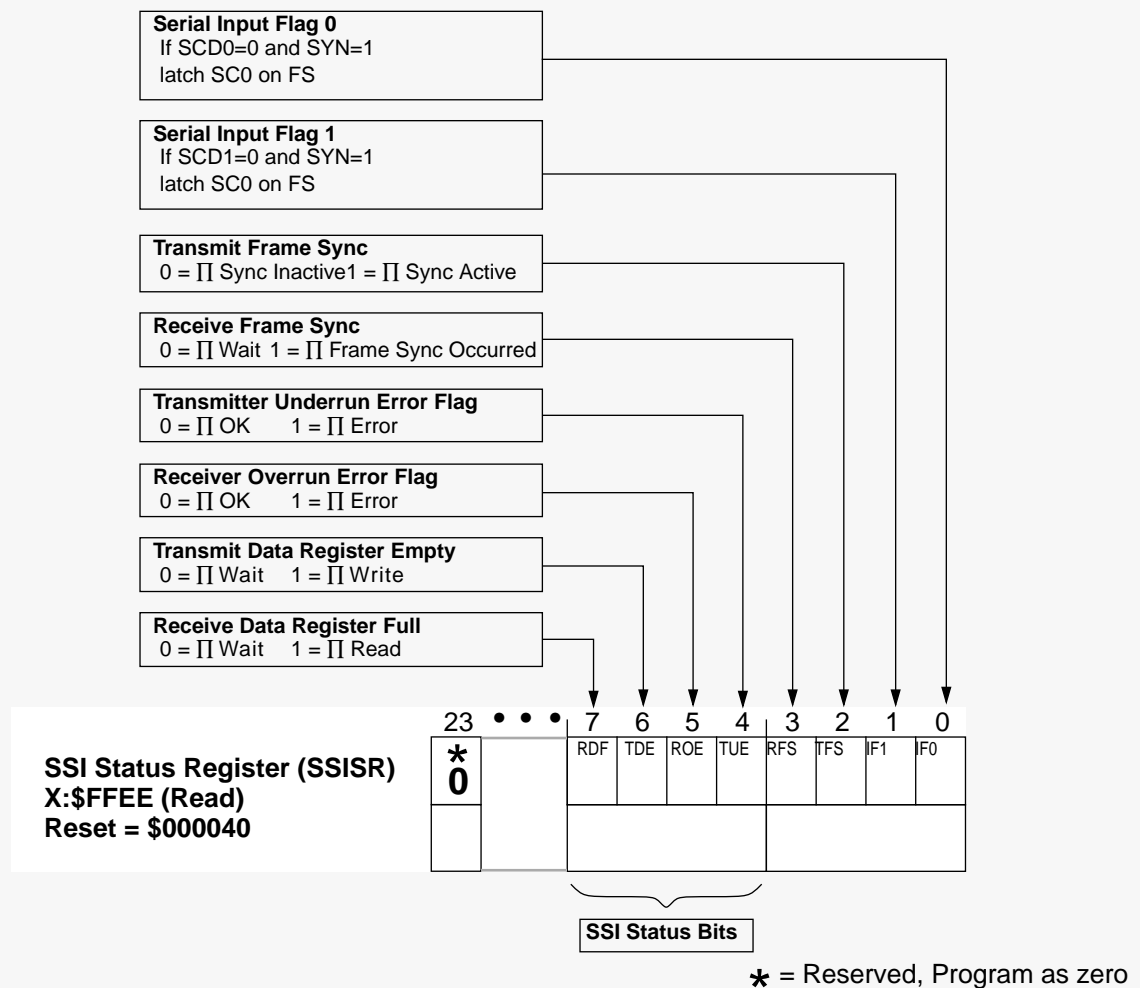 Serial Input Flag 0
If SCD0=0 and SYN=1
latch SC0 on FS
Serial Input Flag 1
If SCD1=0 and SYN=1
latch SC0 on FS
Transmit Frame Sync
0 = ∏ Sync Inactive1 = ∏ Sync Active
Receive Frame Sync
0 = ∏ Wait 1 = ∏ Frame Sync Occurred
Transmitter Underrun Error Flag
0 = ∏ OK 1 = ∏ Error
Receiver Overrun Error Flag
0 = ∏ OK 1 = ∏ Error
Transmit Data Register Empty
0 = ∏ Wait 1 = ∏ Write
Receive Data Register Full
0 = ∏ Wait 1 = ∏ Read
23 • • • 7 6 5 4 3 2 1 0
* RDF TDE ROE TUE RFS TFS IF1 IF0
0
SSI Status Register (SSISR)
X:$FFEE (Read)
Reset = $000040
SSI Status Bits
* = Reserved, Program as zero